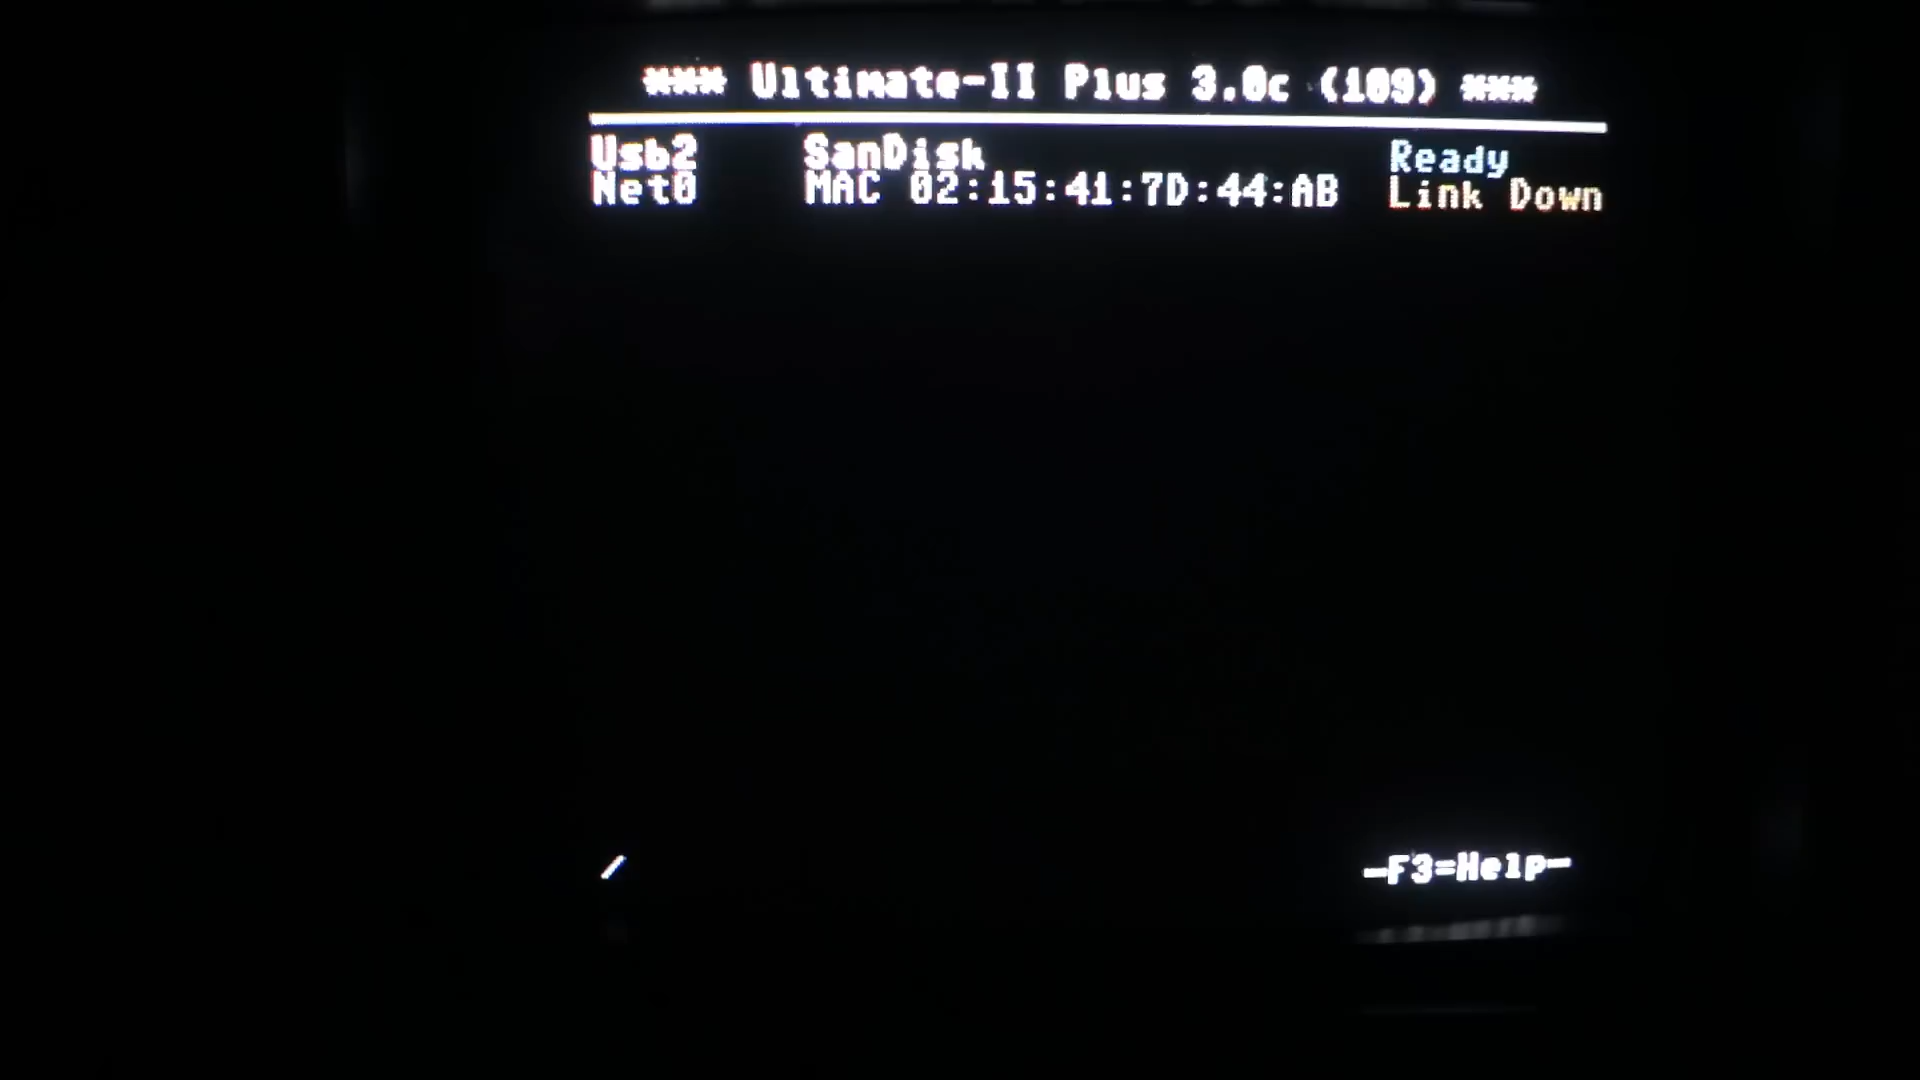 *** Ultimate-II Plus 3.0c (109) ***
Usb2 SanDisk Ready
Net0 MAC 02:15:41:7D:44:AB Link Down
/ -F3=Help-